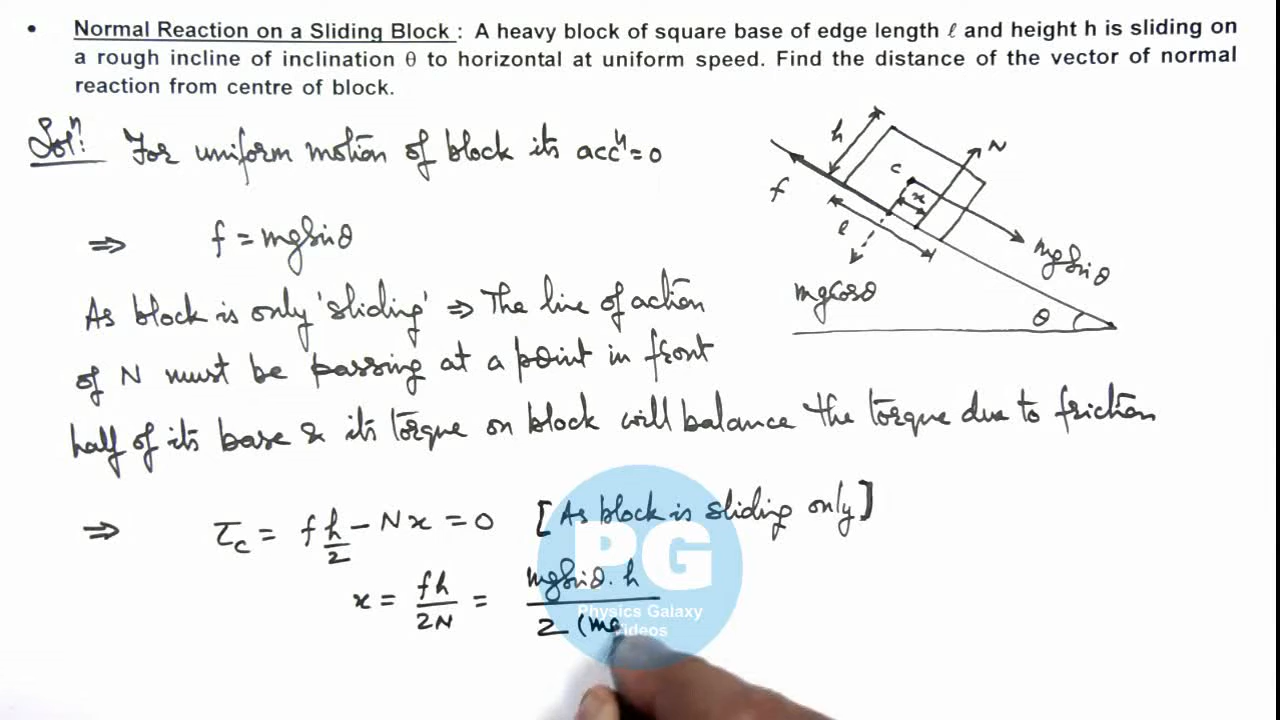 • Normal Reaction on a Sliding Block : A heavy block of square base of edge length ℓ and height h is sliding on
a rough incline of inclination θ to horizontal at uniform speed. Find the distance of the vector of normal
reaction from centre of block.
Solⁿ: For uniform motion of block its accⁿ = 0
⇒ f = mg sinθ
As block is only 'sliding' ⇒ The line of action
of N must be passing at a point in front
half of its base & its torque on block will balance the torque due to friction
⇒ τc = f h/2 - Nx = 0 [As block is sliding only]
x = fh/2N = mg sinθ. h / 2 (mg
h
N
c
x
f
ℓ
mg sinθ
mg cosθ
θ
PG
Physics Galaxy
Videos